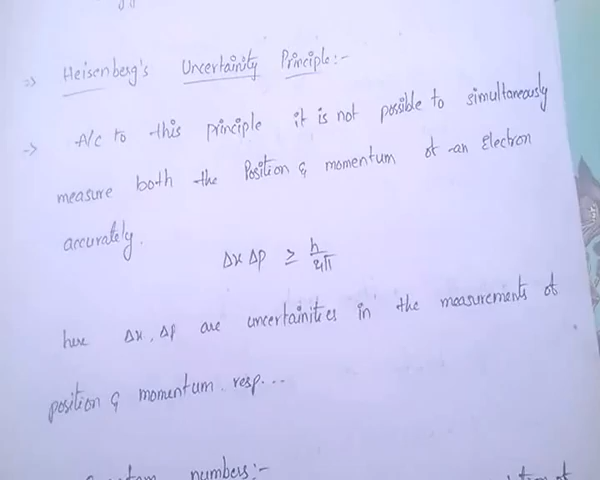 ⇒ Heisenberg's Uncertainity Principle:-
→ A/c to this principle it is not possible to simultaneously
measure both the Position & momentum of an Electron
accurately.
Δx Δp ≥ h/4π
here Δx, Δp are uncertainities in the measurements of
position & momentum resp...
numbers:-